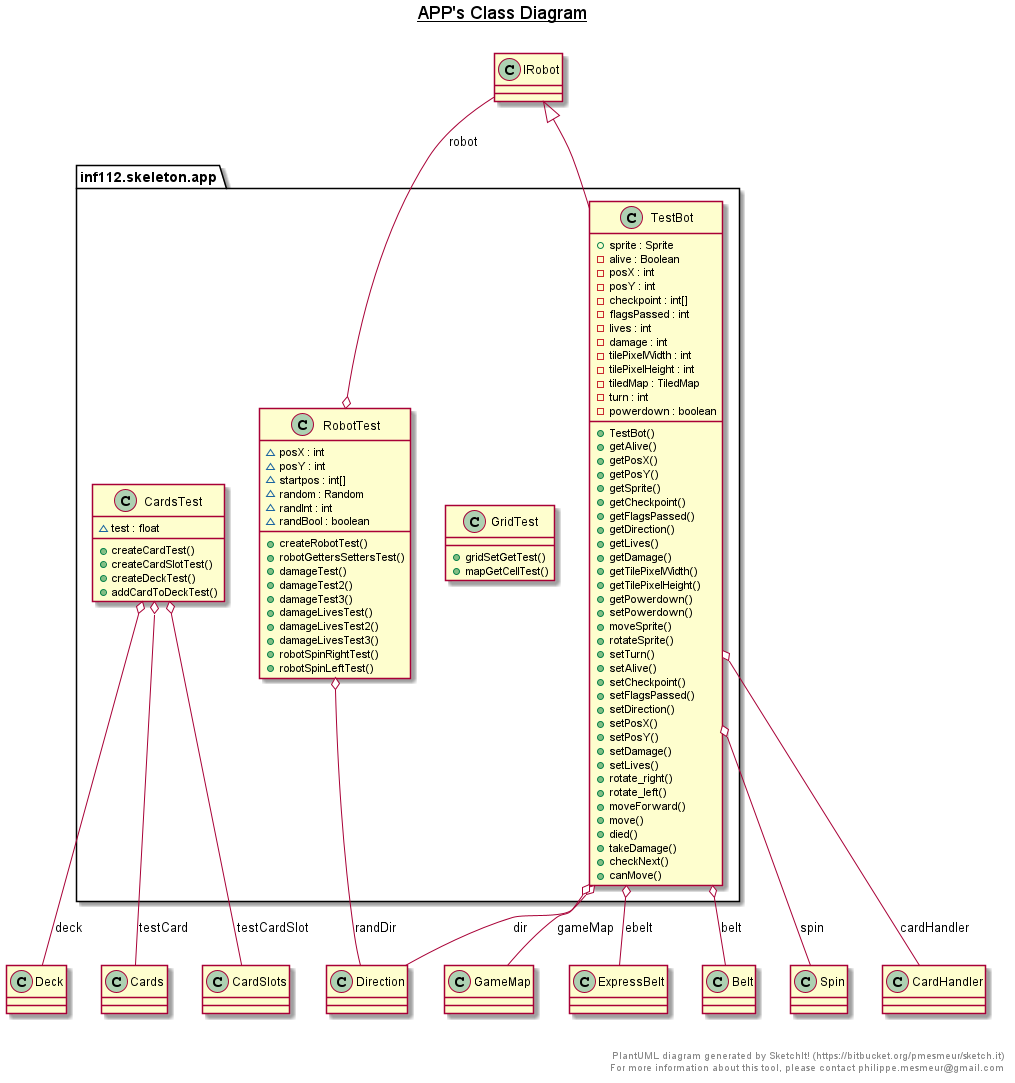 APP's Class Diagram
C IRobot
robot
inf112.skeleton.app
C TestBot
sprite : Sprite
alive : Boolean
posX : int
posY : int
checkpoint : int[]
flagsPassed : int
lives : int
damage : int
tilePixelWidth : int
tilePixelHeight : int
tiledMap : TiledMap
turn : int
powerdown : boolean
TestBot()
getAlive()
getPosX()
getPosY()
getSprite()
getCheckpoint()
getFlagsPassed()
getDirection()
getLives()
getDamage()
getTilePixelWidth()
getTilePixelHeight()
getPowerdown()
setPowerdown()
moveSprite()
rotateSprite()
setTurn()
setAlive()
setCheckpoint()
setFlagsPassed()
setDirection()
setPosX()
setPosY()
setDamage()
setLives()
rotate_right()
rotate_left()
moveForward()
move()
died()
takeDamage()
checkNext()
canMove()
C RobotTest
posX : int
posY : int
startpos : int[]
random : Random
randInt : int
randBool : boolean
createRobotTest()
robotGettersSettersTest()
damageTest()
damageTest2()
damageTest3()
damageLivesTest()
damageLivesTest2()
damageLivesTest3()
robotSpinRightTest()
robotSpinLeftTest()
C CardsTest
test : float
createCardTest()
createCardSlotTest()
createDeckTest()
addCardToDeckTest()
C GridTest
gridSetGetTest()
mapGetCellTest()
deck
testCard
testCardSlot
randDir
dir
gameMap
ebelt
belt
spin
cardHandler
C Deck
C Cards
C CardSlots
C Direction
C GameMap
C ExpressBelt
C Belt
C Spin
C CardHandler
PlantUML diagram generated by SketchIt! (https://bitbucket.org/pmesmeur/sketch.it)
For more information about this tool, please contact philippe.mesmeur@gmail.com